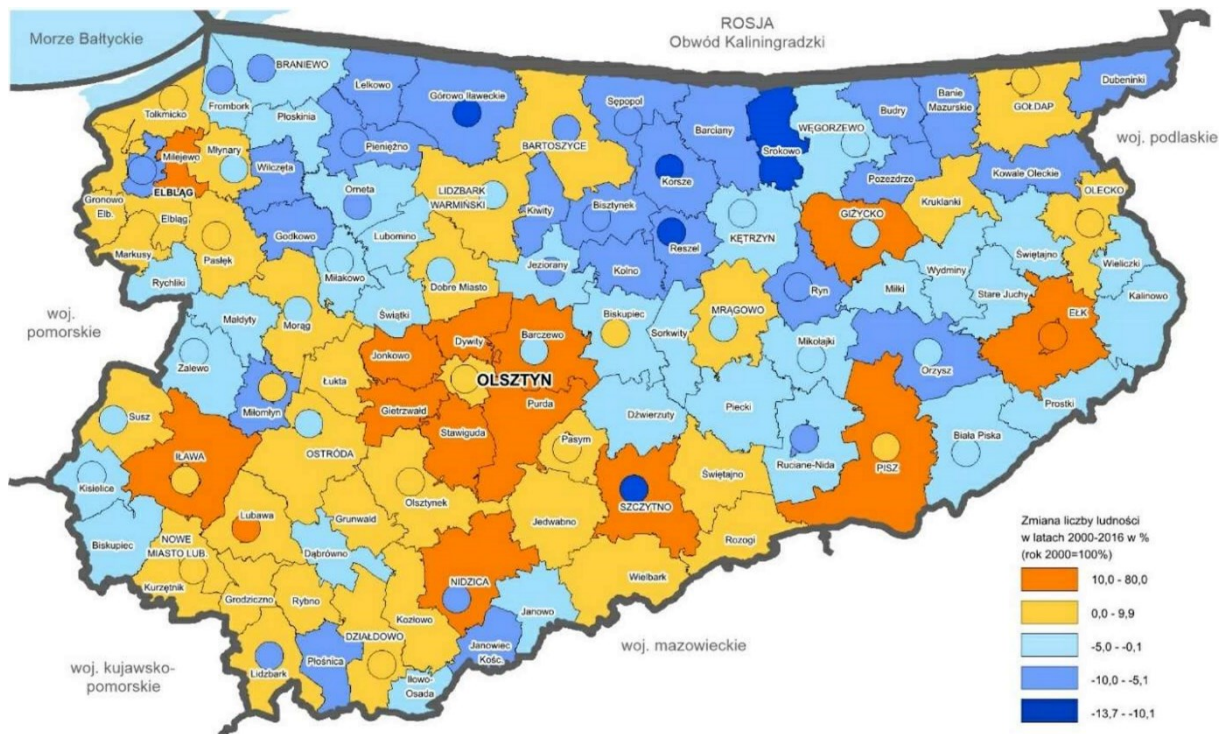 ROSJA
Obwód Kaliningradzki
Morze Bałtyckie
BRANIEWO
Frombork
Lelkowo
Górowo Iławeckie
Sępopol
Barciany
Srokowo
WĘGORZEWO
Budry
Banie
Mazurskie
GOŁDAP
Dubeninki
woj. podlaskie
Tolkmicko
Płoskinia
Pieniężno
BARTOSZYCE
Korsze
Pozezdrze
Kowale Oleckie
OLECKO
Milejewo
Młynary
Wilczęta
Orneta
LIDZBARK
WARMIŃSKI
Kiwity
Bisztynek
Reszel
KĘTRZYN
GIŻYCKO
Kruklanki
ELBLĄG
Gronowo
Elb.
Elbląg
Markusy
Pasłęk
Godkowo
Lubomino
Jeziorany
Kolno
Ryn
Miłki
Wydminy
Świętajno
Wieliczki
Stare Juchy
Kalinowo
Rychliki
Miłakowo
Dobre Miasto
woj.
pomorskie
Małdyty
Morąg
Świątki
Biskupiec
Sorkwity
MRĄGOWO
Mikołajki
Orzysz
EŁK
Zalewo
Jonkowo
Dywity
Barczewo
OLSZTYN
Łukta
Miłomłyn
Gietrzwałd
Purda
Dźwierzuty
Piecki
Prostki
Susz
Stawiguda
Pasym
Ruciane-Nida
PISZ
Biała Piska
IŁAWA
OSTRÓDA
Kisielice
Olsztynek
SZCZYTNO
Świętajno
Lubawa
Grunwald
Jedwabno
Rozogi
Biskupiec
NOWE
MIASTO LUB.
Dąbrówno
Wielbark
Kurzętnik
Grodziczno
Rybno
NIDZICA
Kozłowo
Janowo
DZIAŁDOWO
Janowiec
Kośc.
Lidzbark
Płośnica
Iłowo-
Osada
woj. mazowieckie
woj. kujawsko-
pomorskie
Zmiana liczby ludności
w latach 2000-2016 w %
(rok 2000=100%)
10,0 - 80,0
0,0 - 9,9
-5,0 - -0,1
-10,0 - -5,1
-13,7 - -10,1